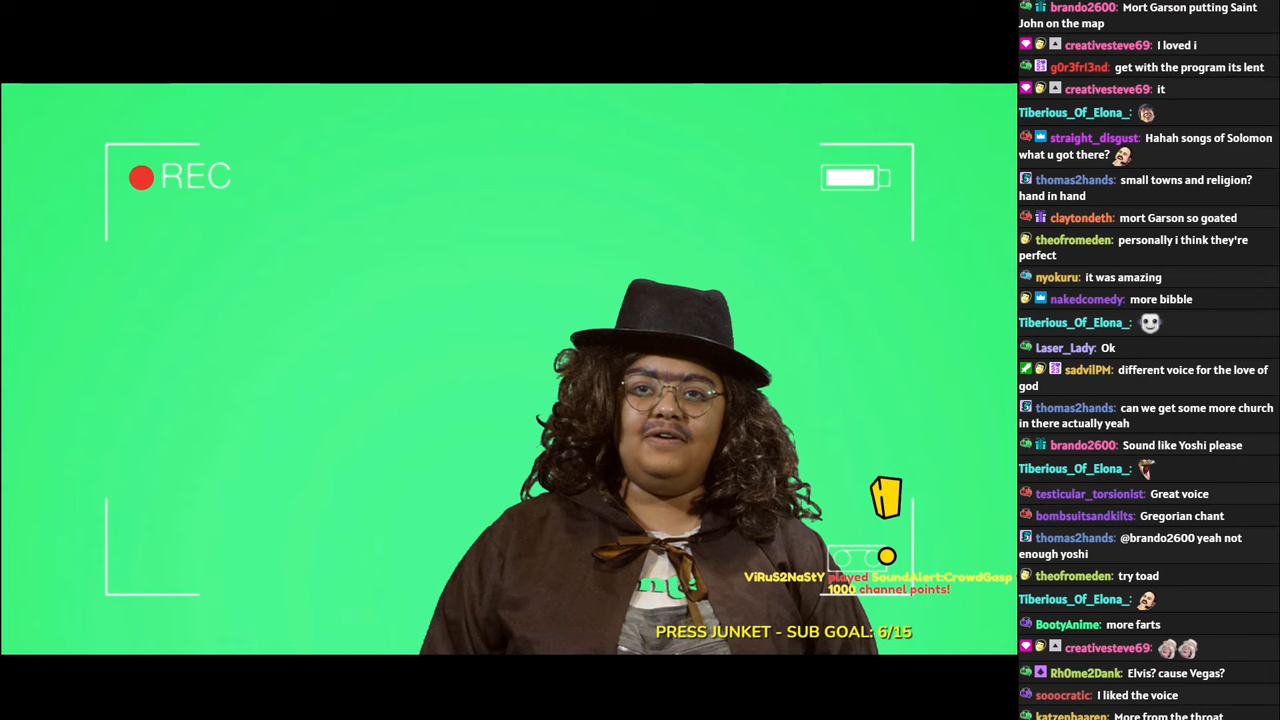 REC
ViRuS2NaStY played SoundAlert:CrowdGasp
1000 channel points!
PRESS JUNKET - SUB GOAL: 6/15
brando2600: Mort Garson putting Saint
John on the map
creativesteve69: I loved i
g0r3frl3nd: get with the program its lent
creativesteve69: it
Tiberious_Of_Elona_:
straight_disgust: Hahah songs of Solomon
what u got there?
thomas2hands: small towns and religion?
hand in hand
claytondeth: mort Garson so goated
theofromeden: personally i think they're
perfect
nyokuru: it was amazing
nakedcomedy: more bibble
Tiberious_Of_Elona_:
Laser_Lady: Ok
sadvilPM: different voice for the love of
god
thomas2hands: can we get some more church
in there actually yeah
brando2600: Sound like Yoshi please
Tiberious_Of_Elona_:
testicular_torsionist: Great voice
bombsuitsandkilts: Gregorian chant
thomas2hands: @brando2600 yeah not
enough yoshi
theofromeden: try toad
Tiberious_Of_Elona_:
BootyAnime: more farts
creativesteve69:
Rh0me2Dank: Elvis? cause Vegas?
sooocratic: I liked the voice
katzenhaaren: More from the throat